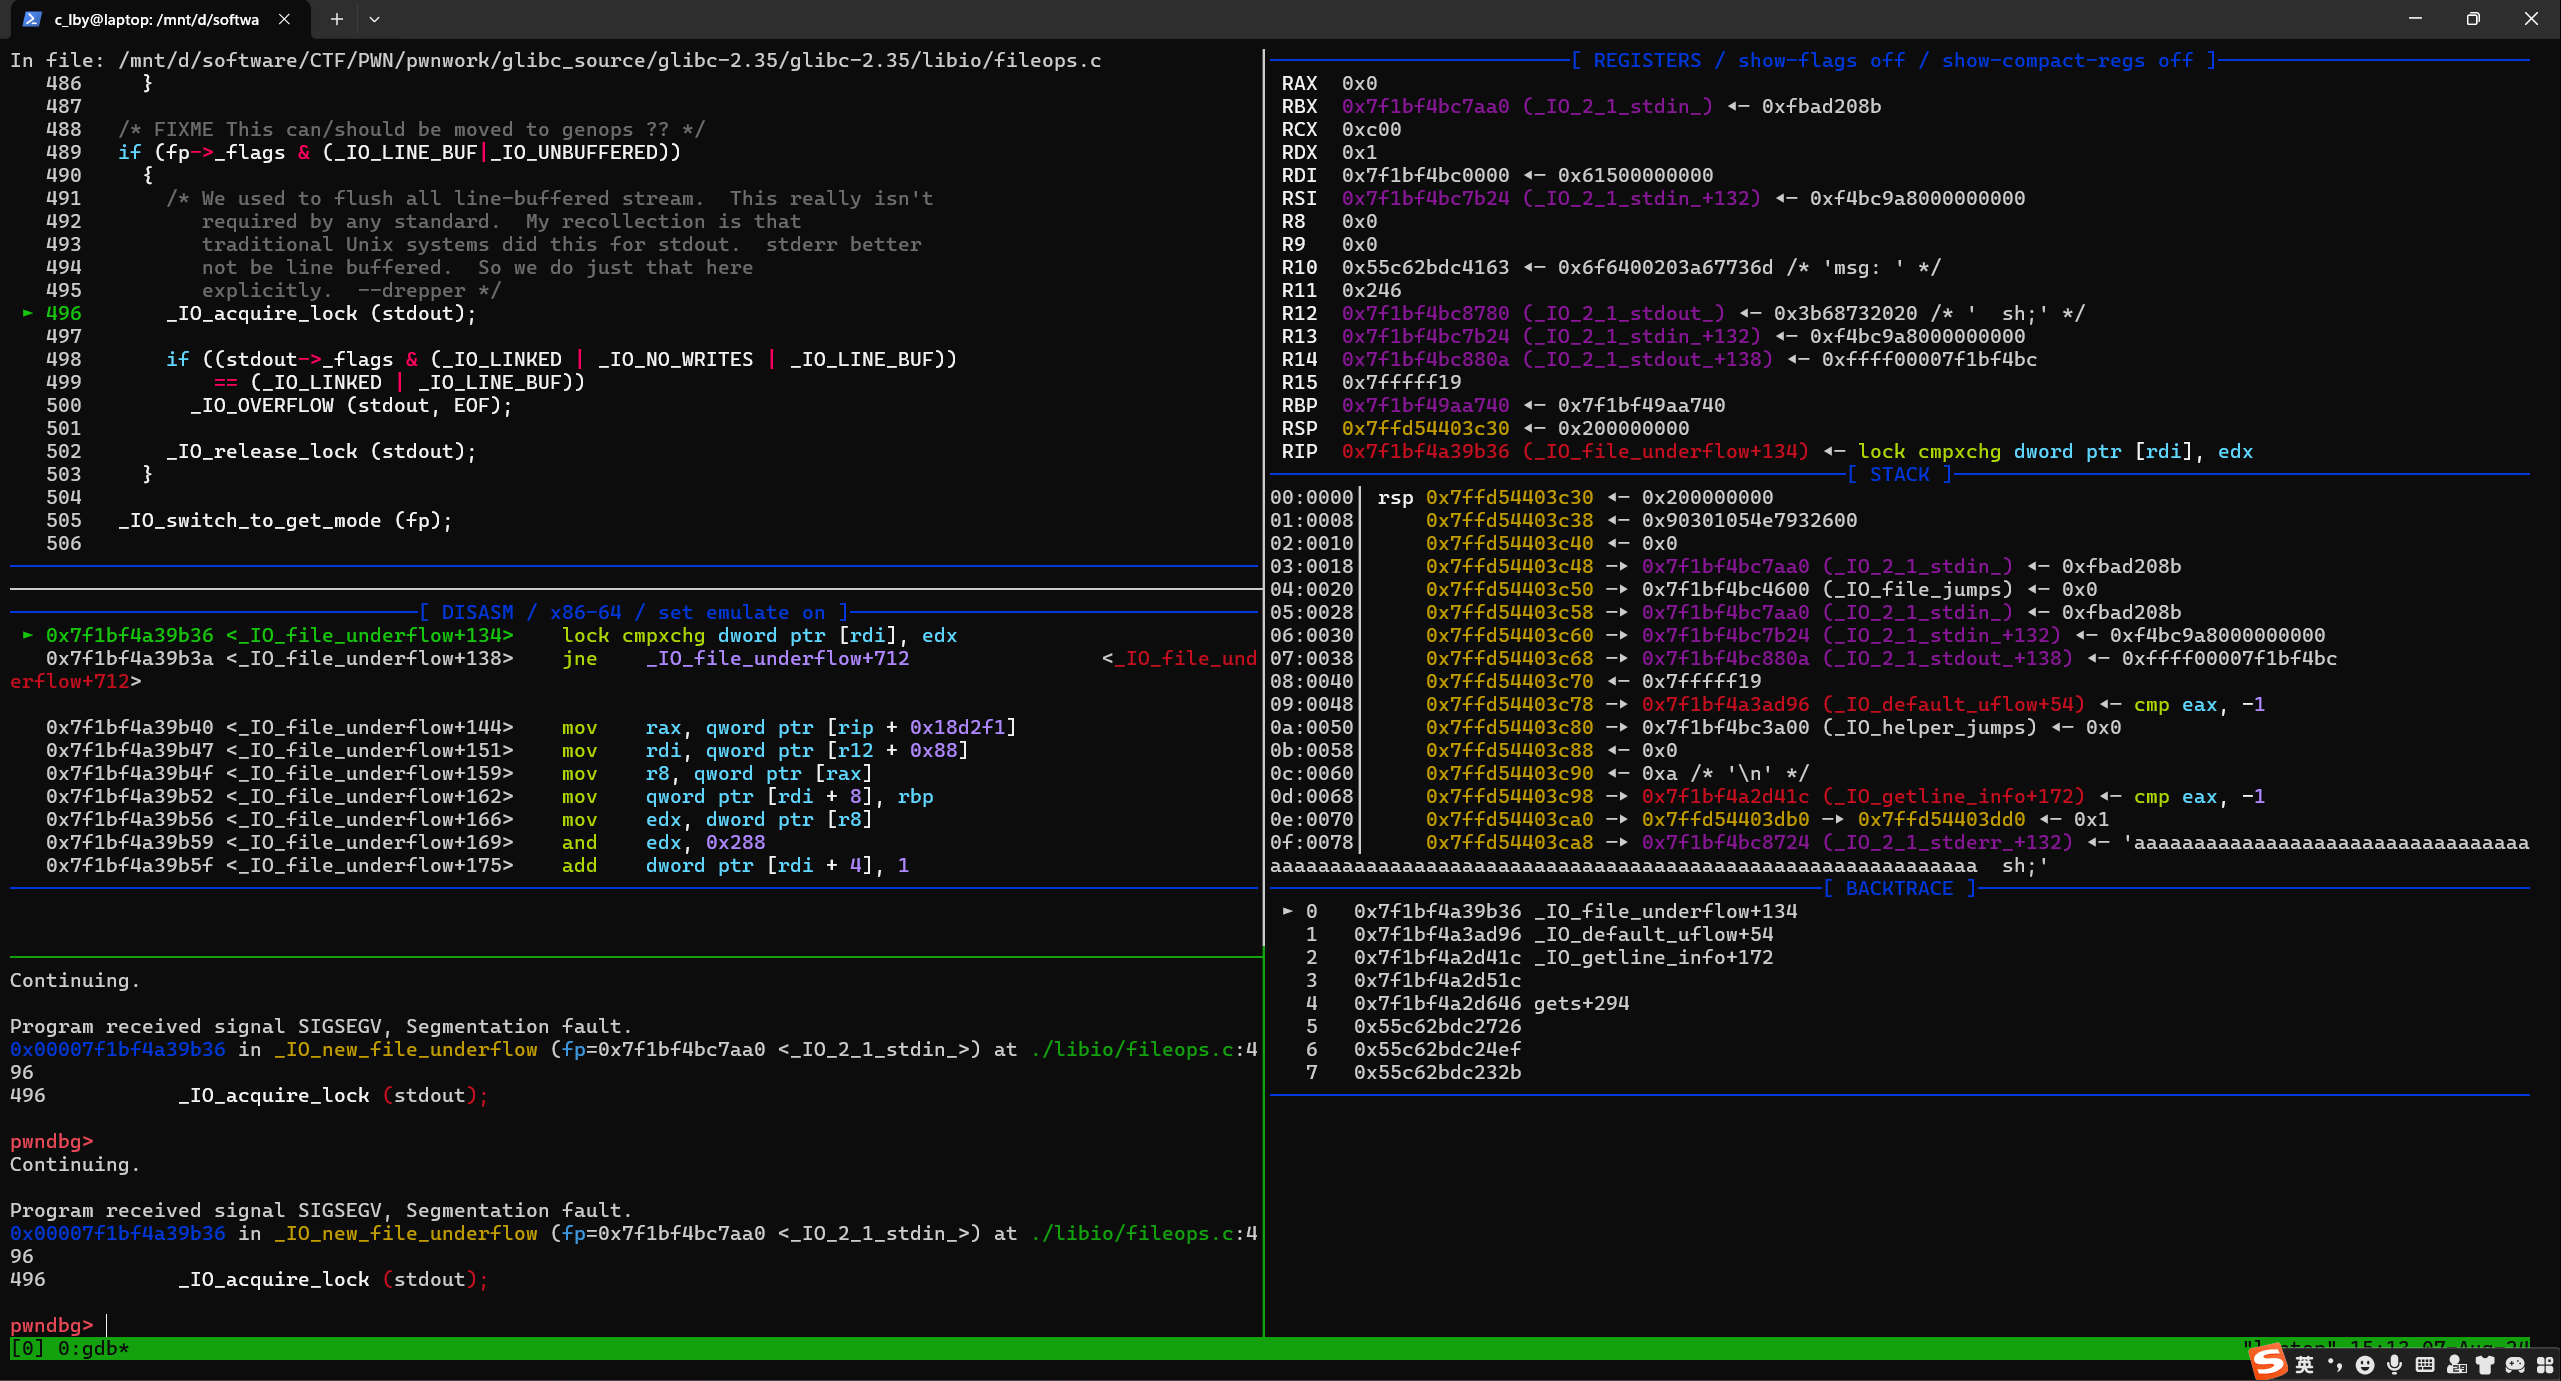 c_lby@laptop: /mnt/d/softwa
In file: /mnt/d/software/CTF/PWN/pwnwork/glibc_source/glibc-2.35/glibc-2.35/libio/fileops.c
486 }
487
488 /* FIXME This can/should be moved to genops ?? */
489 if (fp->_flags & (_IO_LINE_BUF|_IO_UNBUFFERED))
490 {
491 /* We used to flush all line-buffered stream. This really isn't
492 required by any standard. My recollection is that
493 traditional Unix systems did this for stdout. stderr better
494 not be line buffered. So we do just that here
495 explicitly. --drepper */
► 496 _IO_acquire_lock (stdout);
497
498 if ((stdout->_flags & (_IO_LINKED | _IO_NO_WRITES | _IO_LINE_BUF))
499 == (_IO_LINKED | _IO_LINE_BUF))
500 _IO_OVERFLOW (stdout, EOF);
501
502 _IO_release_lock (stdout);
503 }
504
505 _IO_switch_to_get_mode (fp);
506
[ DISASM / x86-64 / set emulate on ]
► 0x7f1bf4a39b36 <_IO_file_underflow+134> lock cmpxchg dword ptr [rdi], edx
0x7f1bf4a39b3a <_IO_file_underflow+138> jne _IO_file_underflow+712 <_IO_file_und
erflow+712>
0x7f1bf4a39b40 <_IO_file_underflow+144> mov rax, qword ptr [rip + 0x18d2f1]
0x7f1bf4a39b47 <_IO_file_underflow+151> mov rdi, qword ptr [r12 + 0x88]
0x7f1bf4a39b4f <_IO_file_underflow+159> mov r8, qword ptr [rax]
0x7f1bf4a39b52 <_IO_file_underflow+162> mov qword ptr [rdi + 8], rbp
0x7f1bf4a39b56 <_IO_file_underflow+166> mov edx, dword ptr [r8]
0x7f1bf4a39b59 <_IO_file_underflow+169> and edx, 0x288
0x7f1bf4a39b5f <_IO_file_underflow+175> add dword ptr [rdi + 4], 1
Continuing.
Program received signal SIGSEGV, Segmentation fault.
0x00007f1bf4a39b36 in _IO_new_file_underflow (fp=0x7f1bf4bc7aa0 <_IO_2_1_stdin_>) at ./libio/fileops.c:4
96
496 _IO_acquire_lock (stdout);
pwndbg>
Continuing.
Program received signal SIGSEGV, Segmentation fault.
0x00007f1bf4a39b36 in _IO_new_file_underflow (fp=0x7f1bf4bc7aa0 <_IO_2_1_stdin_>) at ./libio/fileops.c:4
96
496 _IO_acquire_lock (stdout);
pwndbg>
[ REGISTERS / show-flags off / show-compact-regs off ]
RAX 0x0
RBX 0x7f1bf4bc7aa0 (_IO_2_1_stdin_) ◂— 0xfbad208b
RCX 0xc00
RDX 0x1
RDI 0x7f1bf4bc0000 ◂— 0x61500000000
RSI 0x7f1bf4bc7b24 (_IO_2_1_stdin_+132) ◂— 0xf4bc9a8000000000
R8 0x0
R9 0x0
R10 0x55c62bdc4163 ◂— 0x6f6400203a67736d /* 'msg: ' */
R11 0x246
R12 0x7f1bf4bc8780 (_IO_2_1_stdout_) ◂— 0x3b68732020 /* '  sh;' */
R13 0x7f1bf4bc7b24 (_IO_2_1_stdin_+132) ◂— 0xf4bc9a8000000000
R14 0x7f1bf4bc880a (_IO_2_1_stdout_+138) ◂— 0xffff00007f1bf4bc
R15 0x7fffff19
RBP 0x7f1bf49aa740 ◂— 0x7f1bf49aa740
RSP 0x7ffd54403c30 ◂— 0x200000000
RIP 0x7f1bf4a39b36 (_IO_file_underflow+134) ◂— lock cmpxchg dword ptr [rdi], edx
[ STACK ]
00:0000│ rsp 0x7ffd54403c30 ◂— 0x200000000
01:0008│ 0x7ffd54403c38 ◂— 0x90301054e7932600
02:0010│ 0x7ffd54403c40 ◂— 0x0
03:0018│ 0x7ffd54403c48 —▸ 0x7f1bf4bc7aa0 (_IO_2_1_stdin_) ◂— 0xfbad208b
04:0020│ 0x7ffd54403c50 —▸ 0x7f1bf4bc4600 (_IO_file_jumps) ◂— 0x0
05:0028│ 0x7ffd54403c58 —▸ 0x7f1bf4bc7aa0 (_IO_2_1_stdin_) ◂— 0xfbad208b
06:0030│ 0x7ffd54403c60 —▸ 0x7f1bf4bc7b24 (_IO_2_1_stdin_+132) ◂— 0xf4bc9a8000000000
07:0038│ 0x7ffd54403c68 —▸ 0x7f1bf4bc880a (_IO_2_1_stdout_+138) ◂— 0xffff00007f1bf4bc
08:0040│ 0x7ffd54403c70 ◂— 0x7fffff19
09:0048│ 0x7ffd54403c78 —▸ 0x7f1bf4a3ad96 (_IO_default_uflow+54) ◂— cmp eax, -1
0a:0050│ 0x7ffd54403c80 —▸ 0x7f1bf4bc3a00 (_IO_helper_jumps) ◂— 0x0
0b:0058│ 0x7ffd54403c88 ◂— 0x0
0c:0060│ 0x7ffd54403c90 ◂— 0xa /* '\n' */
0d:0068│ 0x7ffd54403c98 —▸ 0x7f1bf4a2d41c (_IO_getline_info+172) ◂— cmp eax, -1
0e:0070│ 0x7ffd54403ca0 —▸ 0x7ffd54403db0 —▸ 0x7ffd54403dd0 ◂— 0x1
0f:0078│ 0x7ffd54403ca8 —▸ 0x7f1bf4bc8724 (_IO_2_1_stderr_+132) ◂— 'aaaaaaaaaaaaaaaaaaaaaaaaaaaaaaaaa
aaaaaaaaaaaaaaaaaaaaaaaaaaaaaaaaaaaaaaaaaaaaaaaaaaaaaaaaaaa  sh;'
[ BACKTRACE ]
► 0 0x7f1bf4a39b36 _IO_file_underflow+134
1 0x7f1bf4a3ad96 _IO_default_uflow+54
2 0x7f1bf4a2d41c _IO_getline_info+172
3 0x7f1bf4a2d51c
4 0x7f1bf4a2d646 gets+294
5 0x55c62bdc2726
6 0x55c62bdc24ef
7 0x55c62bdc232b
[0] 0:gdb*
英